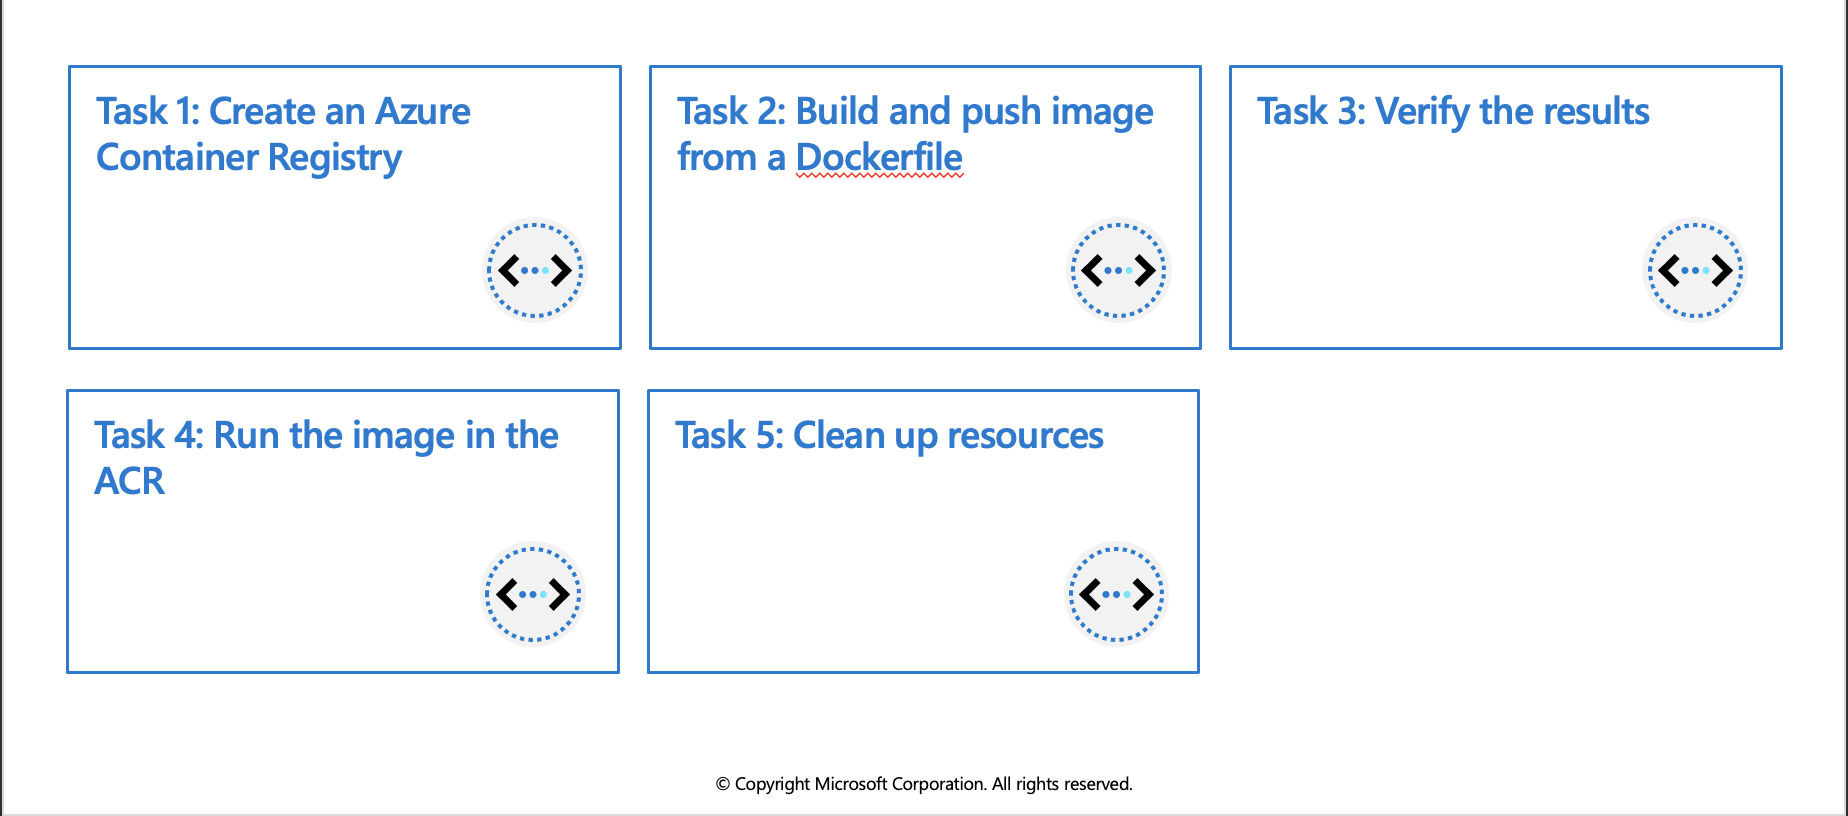 Task 1: Create an Azure
Container Registry
Task 2: Build and push image
from a Dockerfile
Task 3: Verify the results
Task 4: Run the image in the
ACR
Task 5: Clean up resources
© Copyright Microsoft Corporation. All rights reserved.